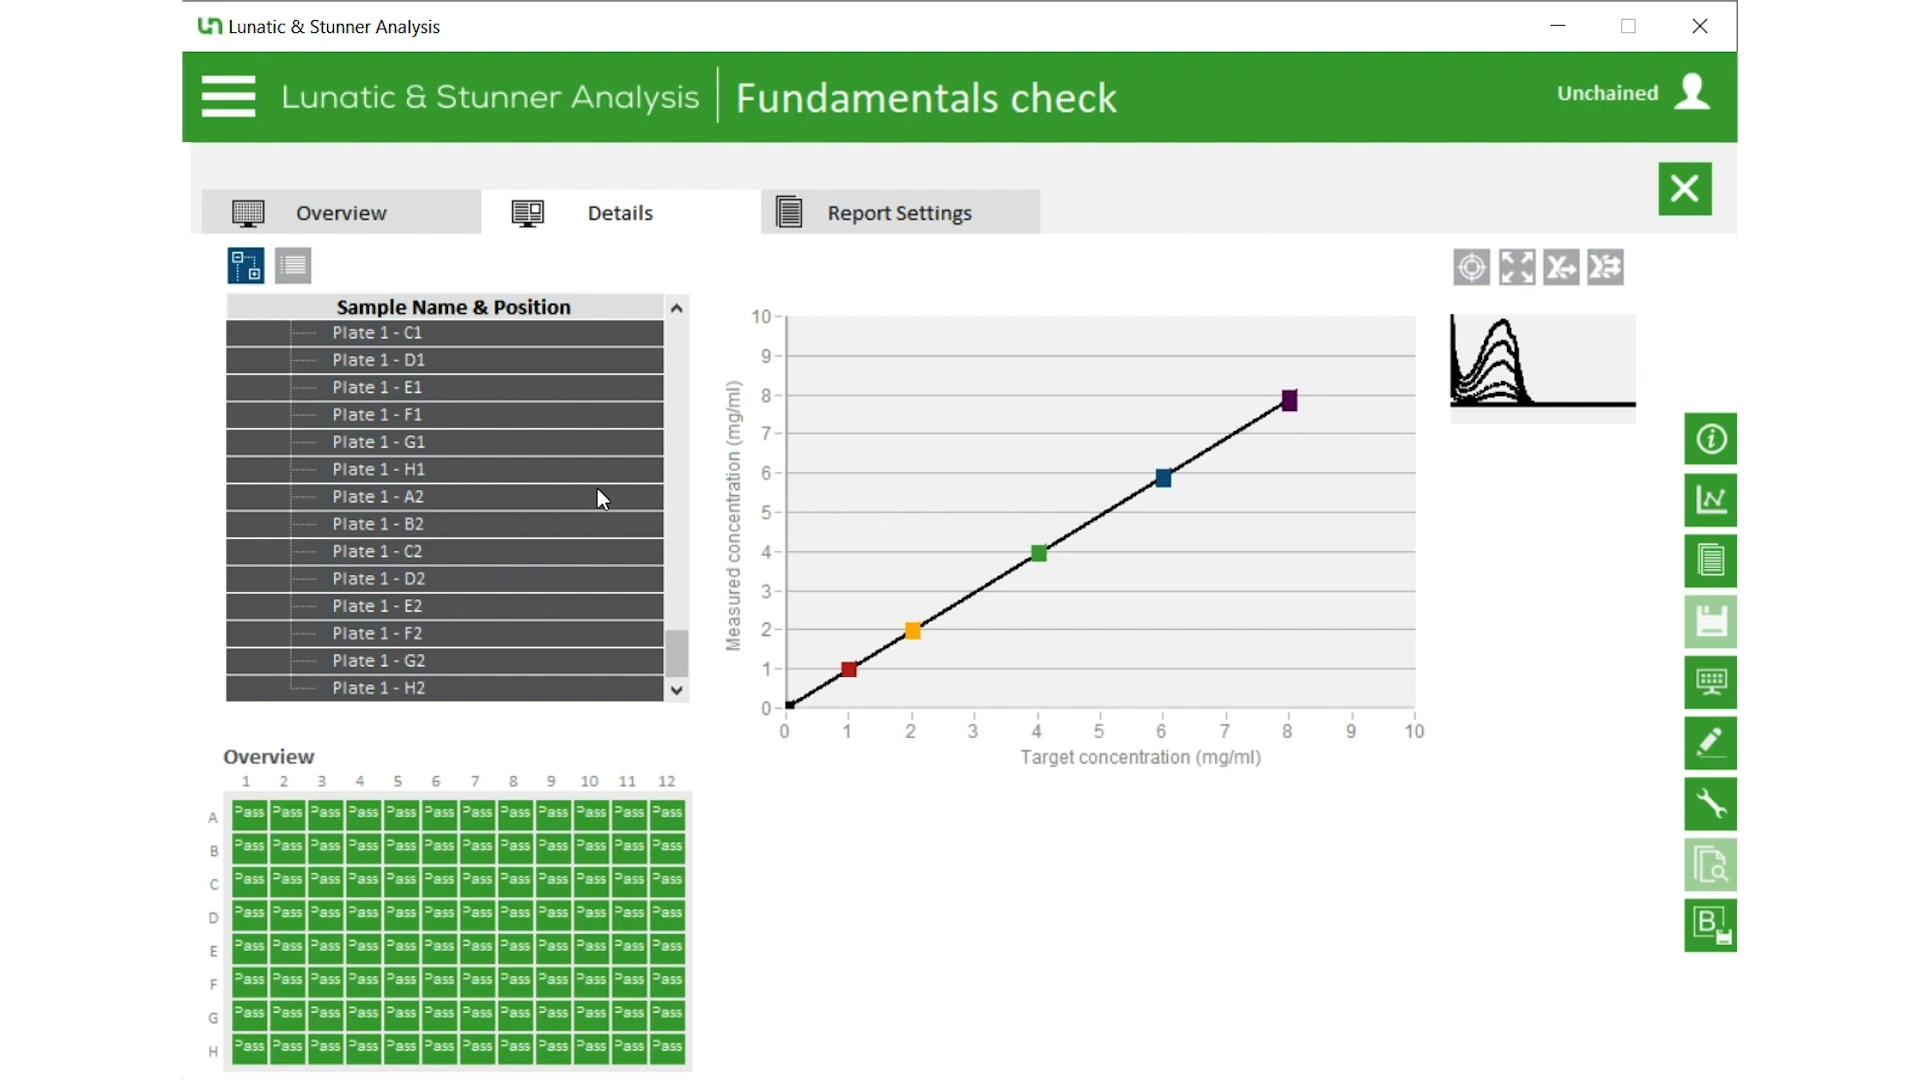 Lunatic & Stunner Analysis
Lunatic & Stunner Analysis Fundamentals check Unchained
Overview Details Report Settings
Sample Name & Position
Plate 1 - C1
Plate 1 - D1
Plate 1 - E1
Plate 1 - F1
Plate 1 - G1
Plate 1 - H1
Plate 1 - A2
Plate 1 - B2
Plate 1 - C2
Plate 1 - D2
Plate 1 - E2
Plate 1 - F2
Plate 1 - G2
Plate 1 - H2
Measured concentration (mg/ml)
10
9
8
7
6
5
4
3
2
1
0
0 1 2 3 4 5 6 7 8 9 10
Target concentration (mg/ml)
Overview
1 2 3 4 5 6 7 8 9 10 11 12
A Pass Pass Pass Pass Pass Pass Pass Pass Pass Pass Pass Pass
B Pass Pass Pass Pass Pass Pass Pass Pass Pass Pass Pass Pass
C Pass Pass Pass Pass Pass Pass Pass Pass Pass Pass Pass Pass
D Pass Pass Pass Pass Pass Pass Pass Pass Pass Pass Pass Pass
E Pass Pass Pass Pass Pass Pass Pass Pass Pass Pass Pass Pass
F Pass Pass Pass Pass Pass Pass Pass Pass Pass Pass Pass Pass
G Pass Pass Pass Pass Pass Pass Pass Pass Pass Pass Pass Pass
H Pass Pass Pass Pass Pass Pass Pass Pass Pass Pass Pass Pass
B